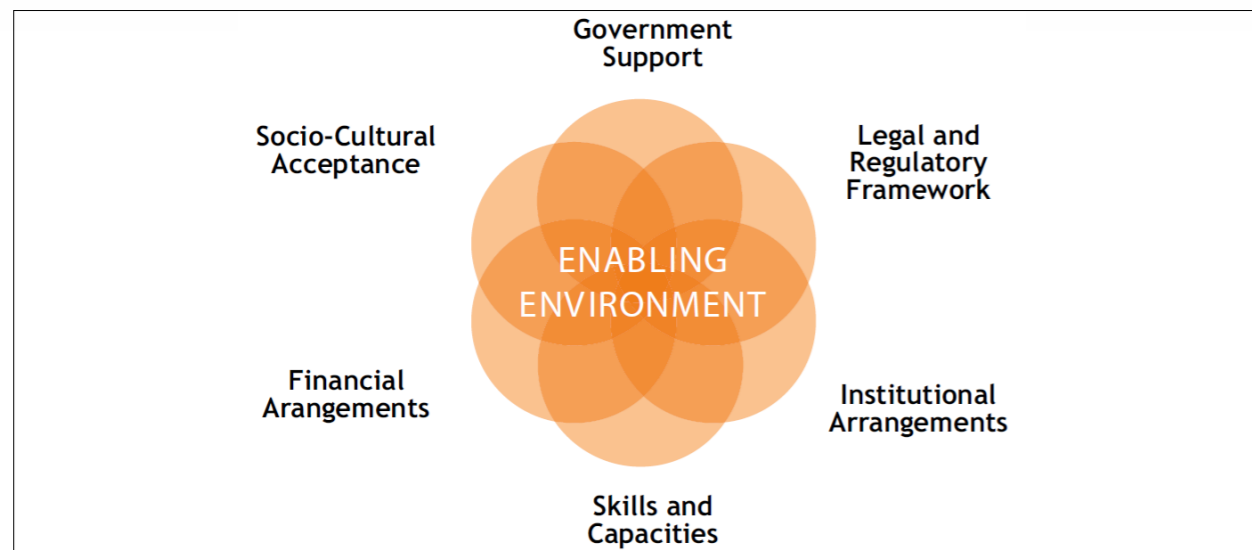 Government
Support
Socio-Cultural
Acceptance
Legal and
Regulatory
Framework
ENABLING
ENVIRONMENT
Financial
Arangements
Institutional
Arrangements
Skills and
Capacities